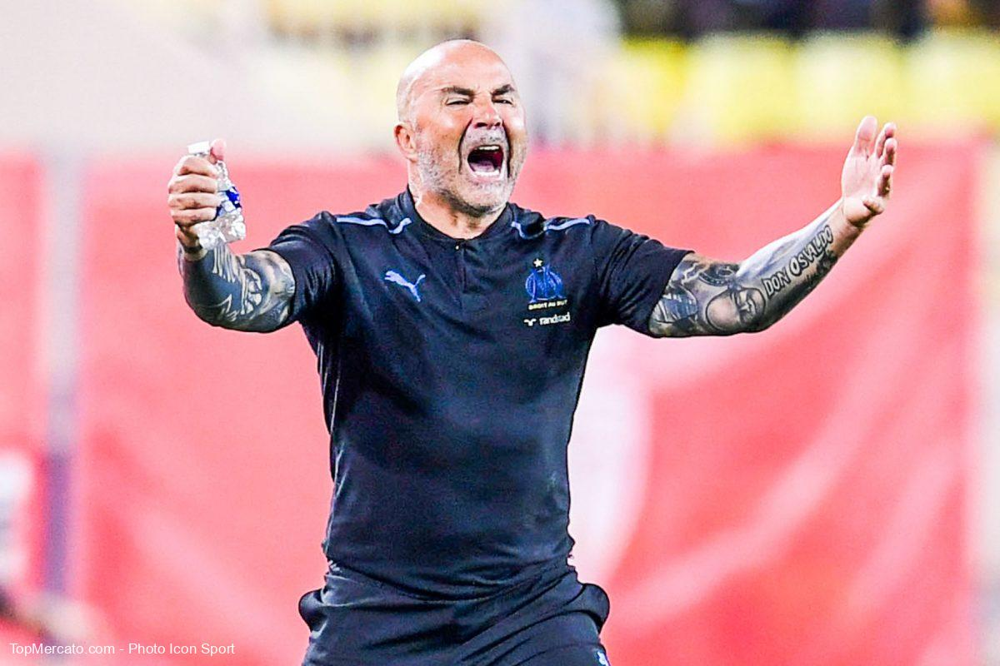 DROIT AU BUT
randstad
DON OSVALDO
TopMercato.com - Photo Icon Sport